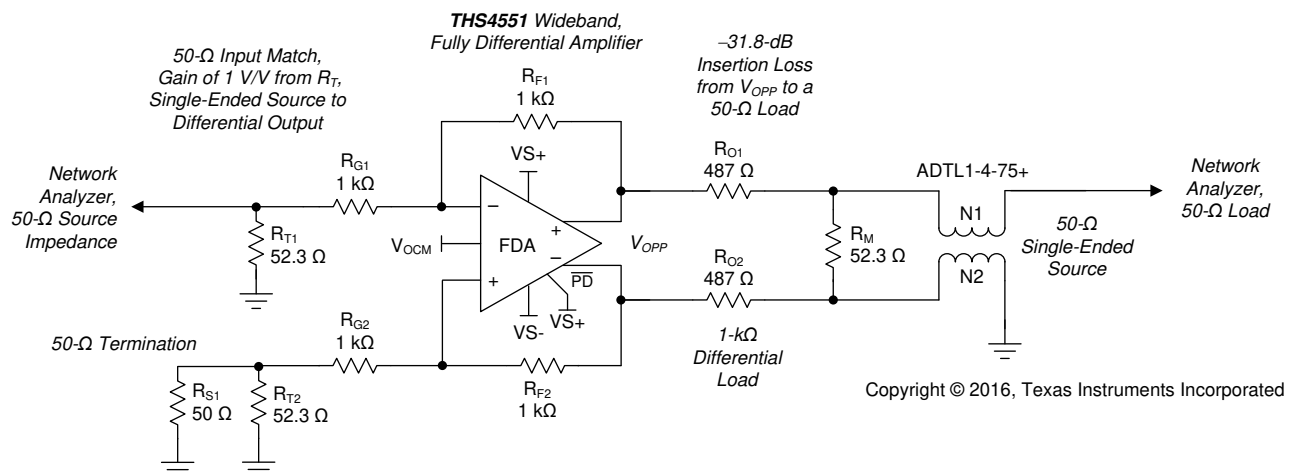 THS4551 Wideband,
Fully Differential Amplifier
50-Ω Input Match,
Gain of 1 V/V from RT,
Single-Ended Source to
Differential Output
–31.8-dB
Insertion Loss
from VOPP to a
50-Ω Load
RF1
1 kΩ
VS+
Network
Analyzer,
50-Ω Source
Impedance
RG1
1 kΩ
RT1
52.3 Ω
VOCM
–
+
FDA
+
–
PD
VS-
VS+
VOPP
RO1
487 Ω
RM
52.3 Ω
RO2
487 Ω
ADTL1-4-75+
N1
N2
50-Ω
Single-Ended
Source
Network
Analyzer,
50-Ω Load
50-Ω Termination
RS1
50 Ω
RT2
52.3 Ω
RG2
1 kΩ
RF2
1 kΩ
1-kΩ
Differential
Load
Copyright © 2016, Texas Instruments Incorporated